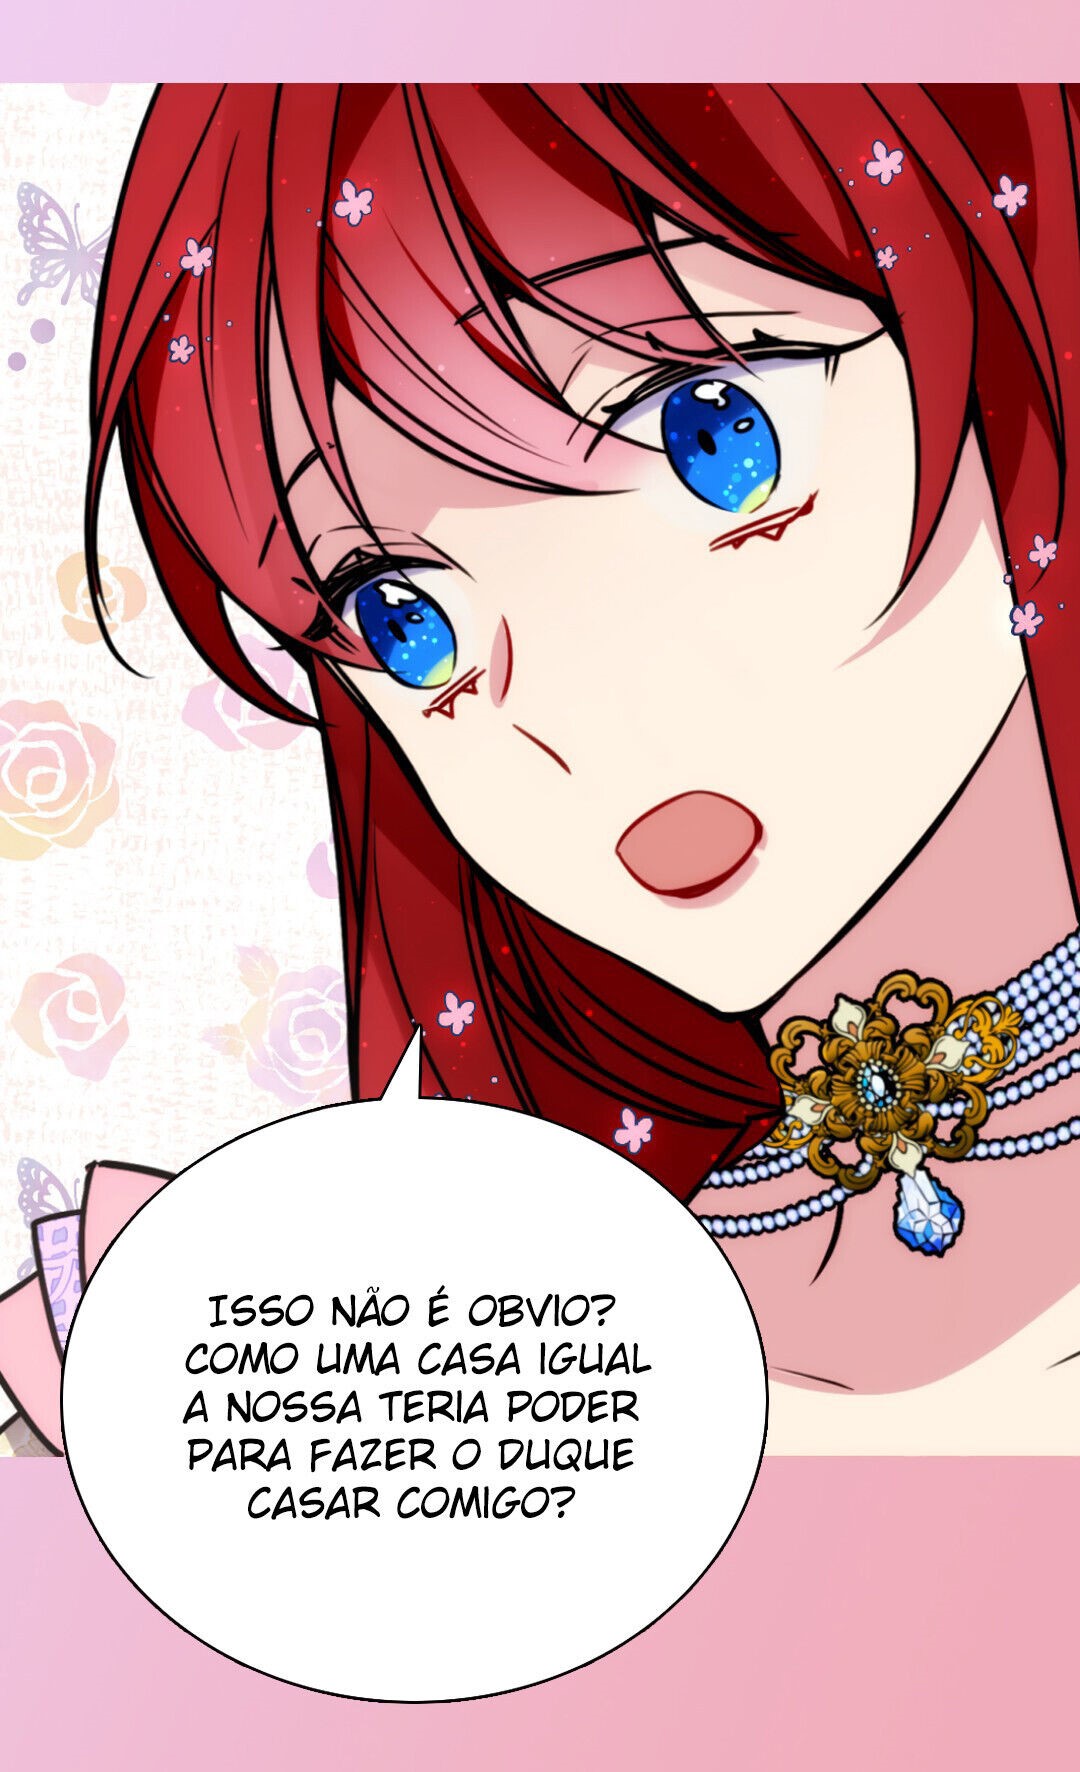 ISSO NÃO É OBVIO?
COMO UMA CASA IGUAL
A NOSSA TERIA PODER
PARA FAZER O DUQUE
CASAR COMIGO?